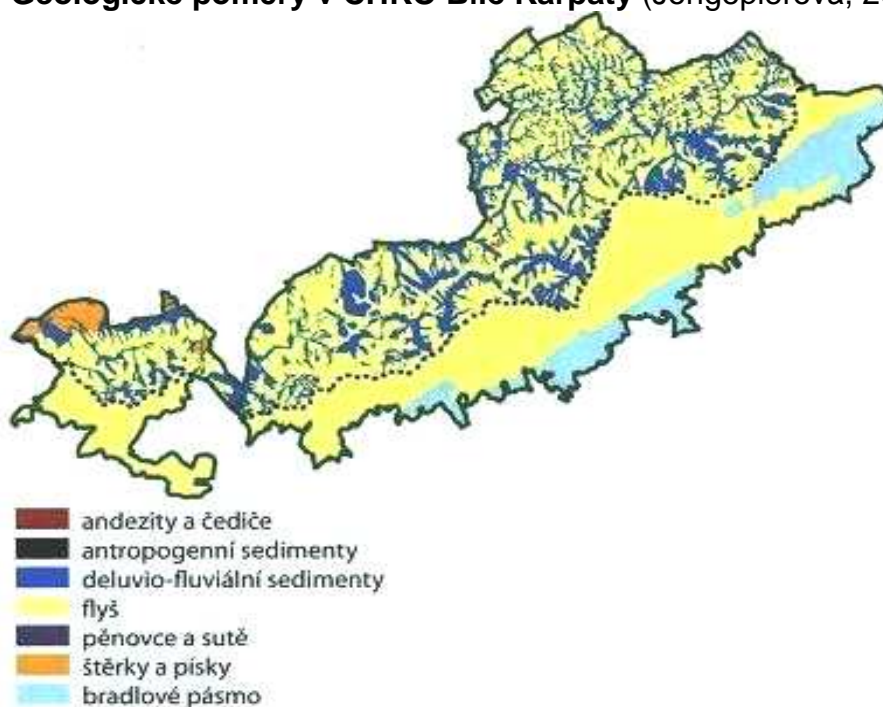 Geologické poměry v CHKO Bílé Karpaty (Jongepierová, 2
andezity a čediče
antropogenní sedimenty
deluvio-fluviální sedimenty
flyš
pěnovce a sutě
štěrky a písky
bradlové pásmo